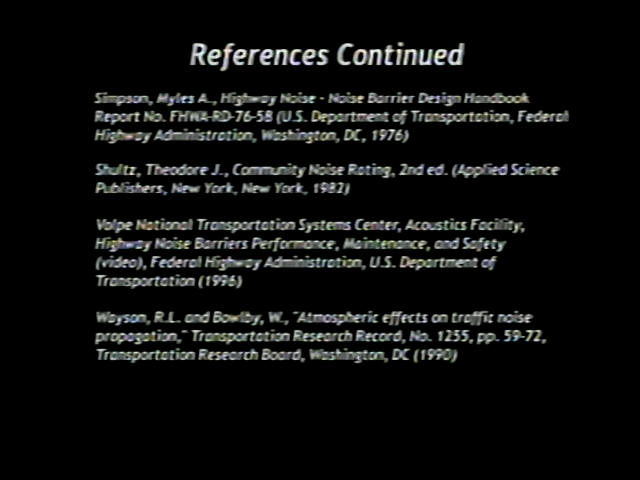 References Continued
Simpson, Myles A., Highway Noise - Noise Barrier Design Handbook
Report No. FHWA-RD-76-58 (U.S. Department of Transportation, Federal
Highway Administration, Washington, DC, 1976)
Shultz, Theodore J., Community Noise Rating, 2nd ed. (Applied Science
Publishers, New York, New York, 1982)
Volpe National Transportation Systems Center, Acoustics Facility,
Highway Noise Barriers Performance, Maintenance, and Safety
(video), Federal Highway Administration, U.S. Department of
Transportation (1996)
Wayson, R.L. and Bowlby, W., "Atmospheric effects on traffic noise
propagation," Transportation Research Record, No. 1255, pp. 59-72,
Transportation Research Board, Washington, DC (1990)